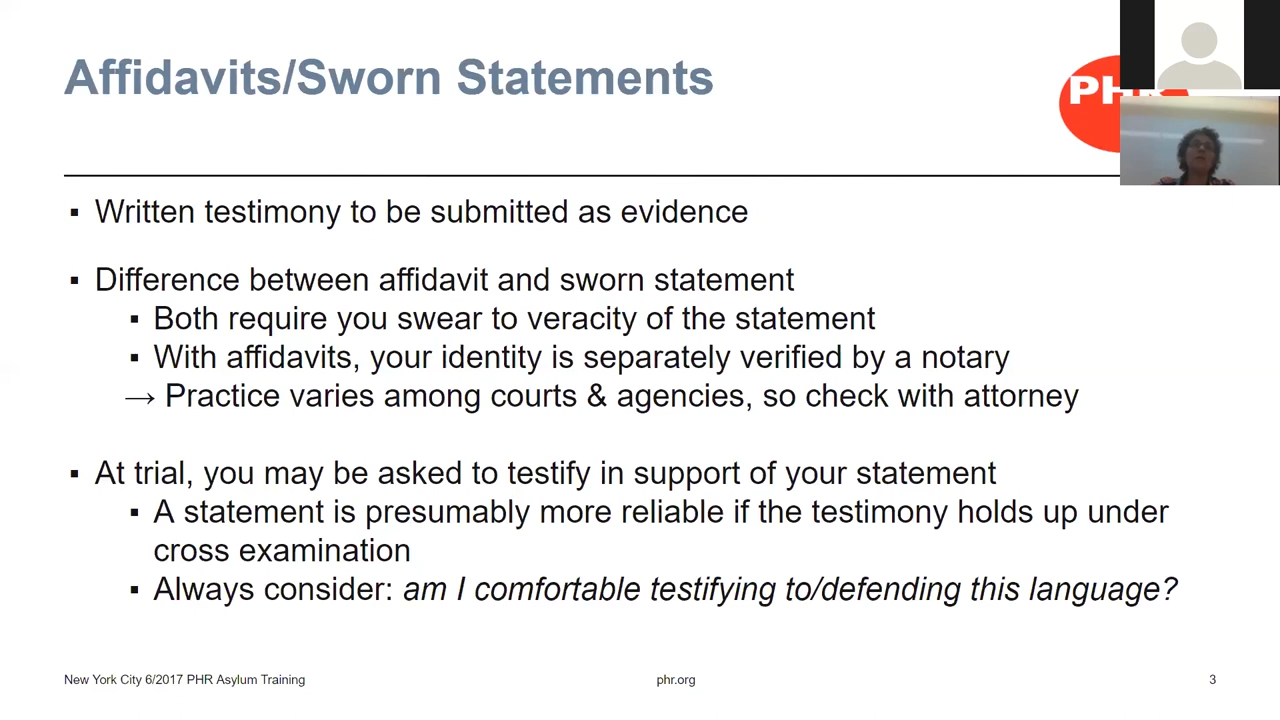 Affidavits/Sworn Statements
PHR
▪ Written testimony to be submitted as evidence
▪ Difference between affidavit and sworn statement
▪ Both require you swear to veracity of the statement
▪ With affidavits, your identity is separately verified by a notary
→ Practice varies among courts & agencies, so check with attorney
▪ At trial, you may be asked to testify in support of your statement
▪ A statement is presumably more reliable if the testimony holds up under
cross examination
▪ Always consider: am I comfortable testifying to/defending this language?
New York City 6/2017 PHR Asylum Training
phr.org
3